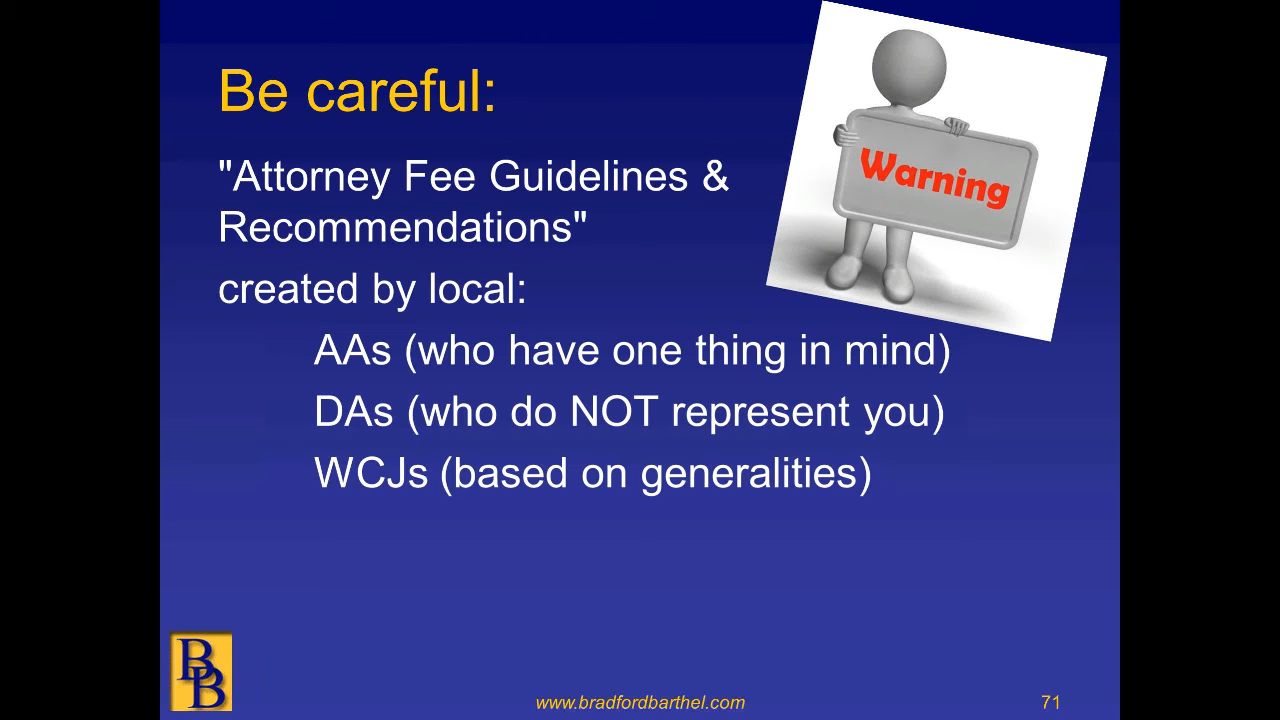 Be careful:
Warning
"Attorney Fee Guidelines &
Recommendations"
created by local:
AAs (who have one thing in mind)
DAs (who do NOT represent you)
WCJs (based on generalities)
BB
www.bradfordbarthel.com
71